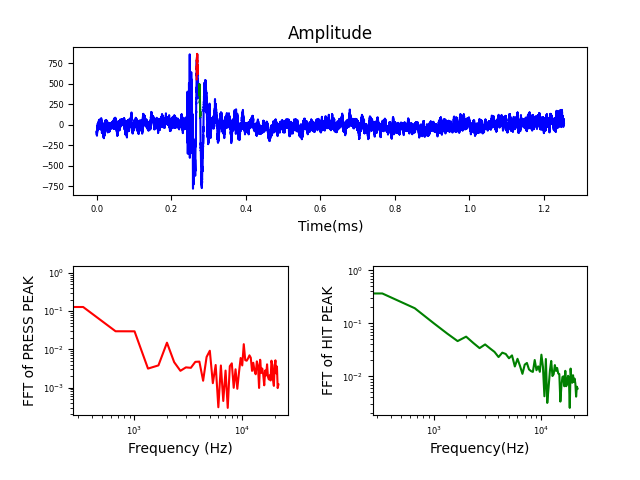 Amplitude
750
500
250
0
−250
−500
−750
0.0 0.2 0.4 0.6 0.8 1.0 1.2
Time(ms)
FFT of PRESS PEAK
10⁰
10⁻¹
10⁻²
10⁻³
10³ 10⁴
Frequency (Hz)
FFT of HIT PEAK
10⁰
10⁻¹
10⁻²
10³ 10⁴
Frequency(Hz)